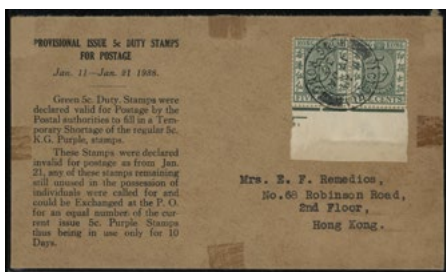 PROVISIONAL ISSUE 5c DUTY STAMPS
FOR POSTAGE
Jan. 11—Jan. 21 1938.
Green 5c. Duty. Stamps were
declared valid for Postage by the
Postal authorities to fill in a Tem-
porary Shortage of the regular 5c.
K.G. Purple, stamps.
These Stamps were declared
invalid for postage as from Jan.
21, any of these stamps remaining
still unused in the possession of
individuals were called for and
could be Exchanged at the P. O.
for an equal number of the cur-
rent issue 5c. Purple Stamps
thus being in use only for 10
Days.
KONG
CENTS
Mrs. E. F. Remedios,
No.68 Robinson Road,
2nd Floor,
Hong Kong.